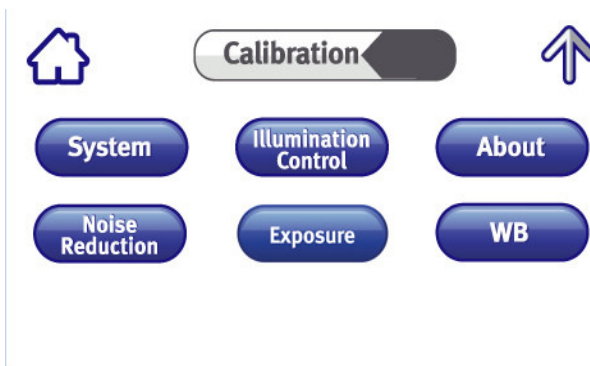 Calibration
System
Illumination
Control
About
Noise
Reduction
Exposure
WB